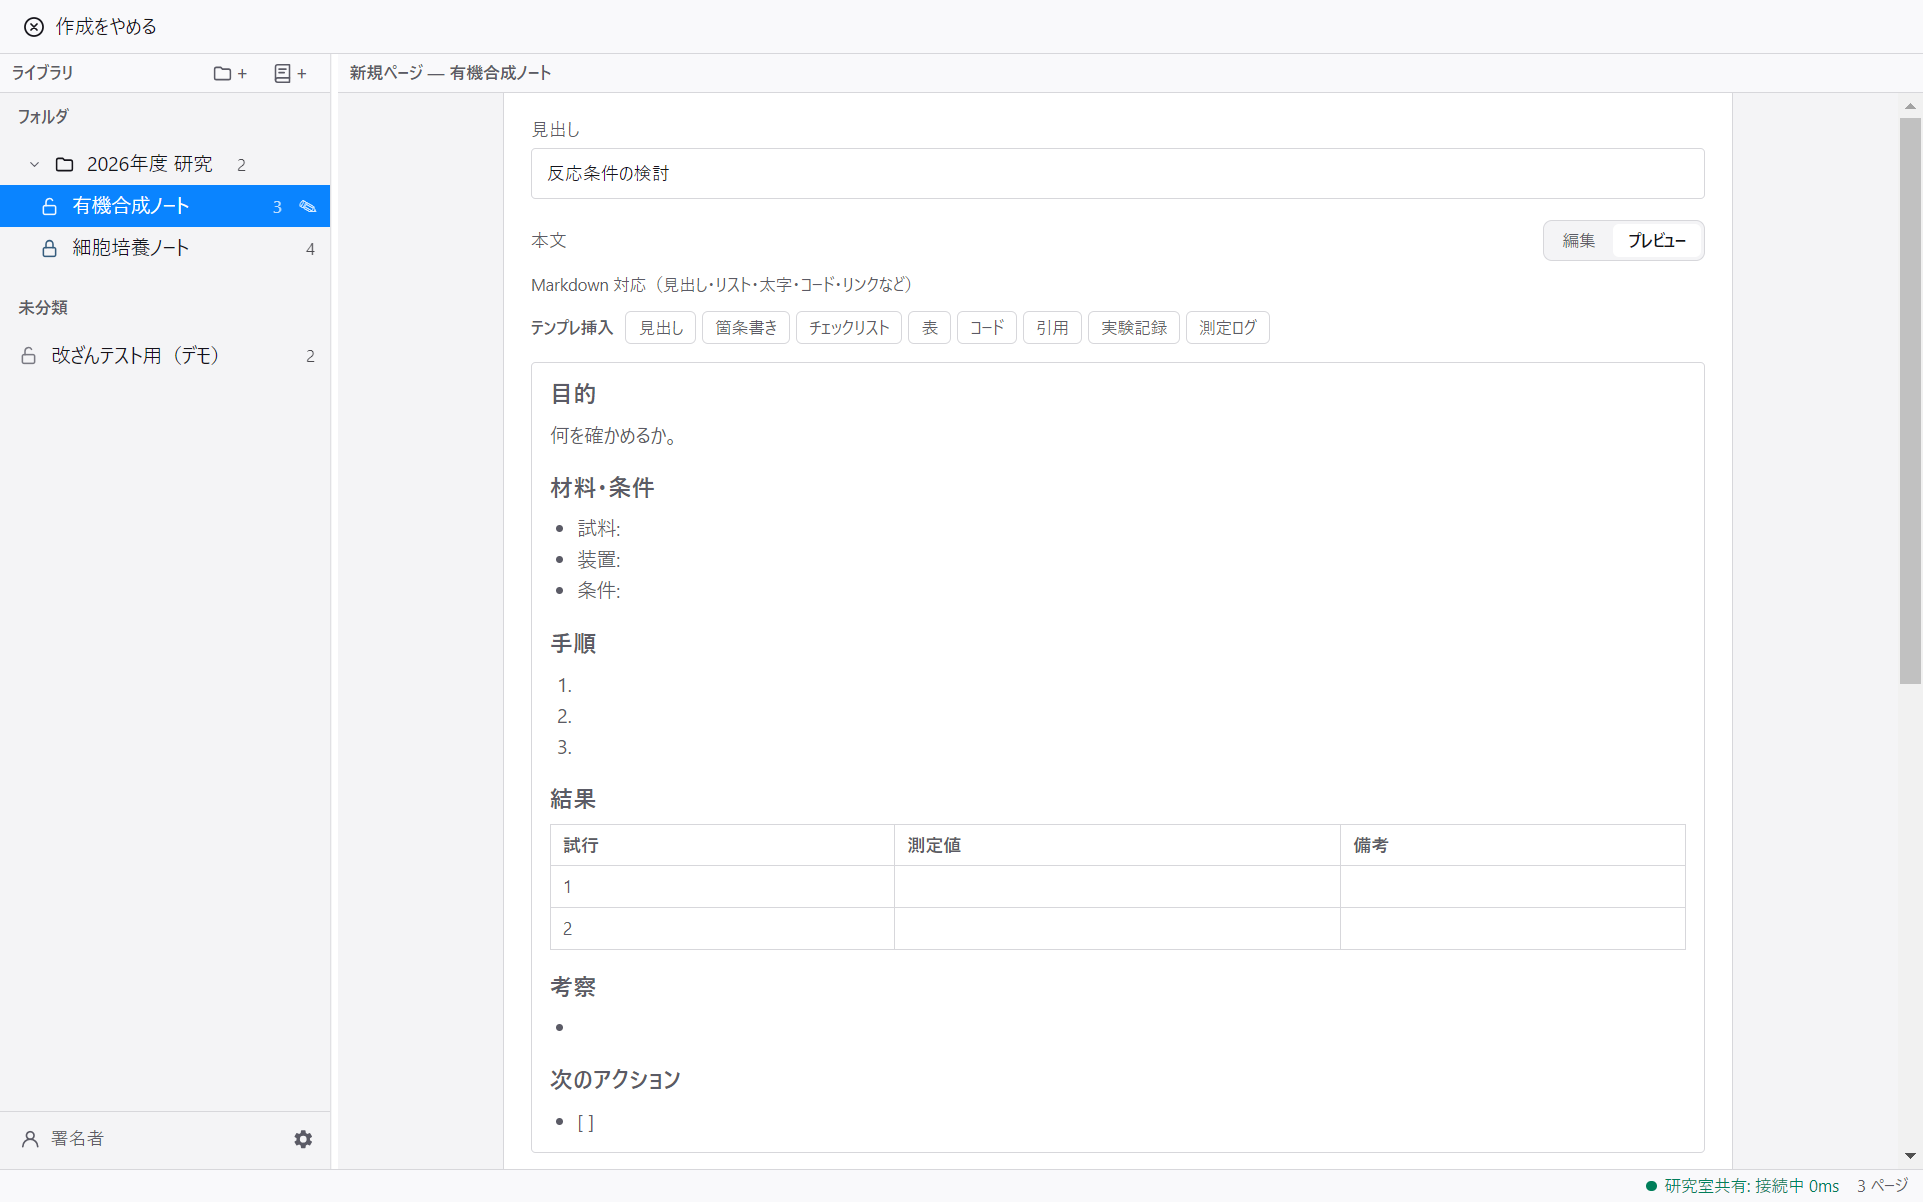 作成をやめる
ライブラリ
+
+
新規ページ — 有機合成ノート
フォルダ
2026年度 研究 2
有機合成ノート 3
細胞培養ノート 4
未分類
改ざんテスト用（デモ） 2
見出し
反応条件の検討
本文
編集 プレビュー
Markdown 対応（見出し・リスト・太字・コード・リンクなど）
テンプレ挿入 見出し 箇条書き チェックリスト 表 コード 引用 実験記録 測定ログ
目的
何を確かめるか。
材料・条件
• 試料:
• 装置:
• 条件:
手順
1.
2.
3.
結果
試行 測定値 備考
1
2
考察
•
次のアクション
• [ ]
署名者
研究室共有: 接続中 0ms 3 ページ